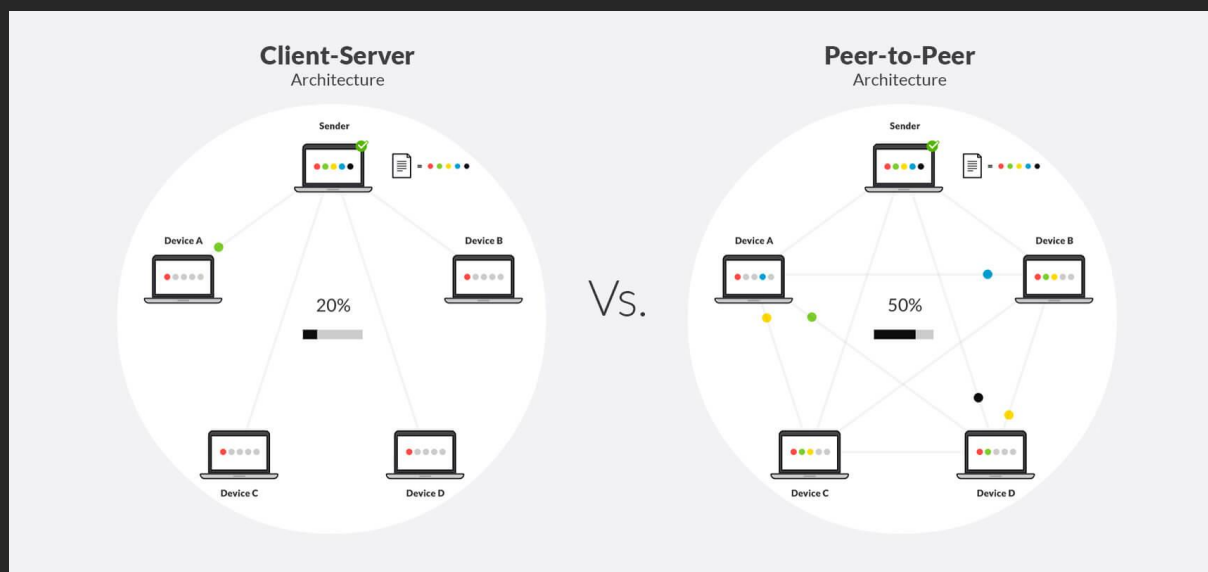 Client-Server
Architecture
Sender
=
Device A
Device B
20%
Device C
Device D
Vs.
Peer-to-Peer
Architecture
Sender
=
Device A
Device B
50%
Device C
Device D